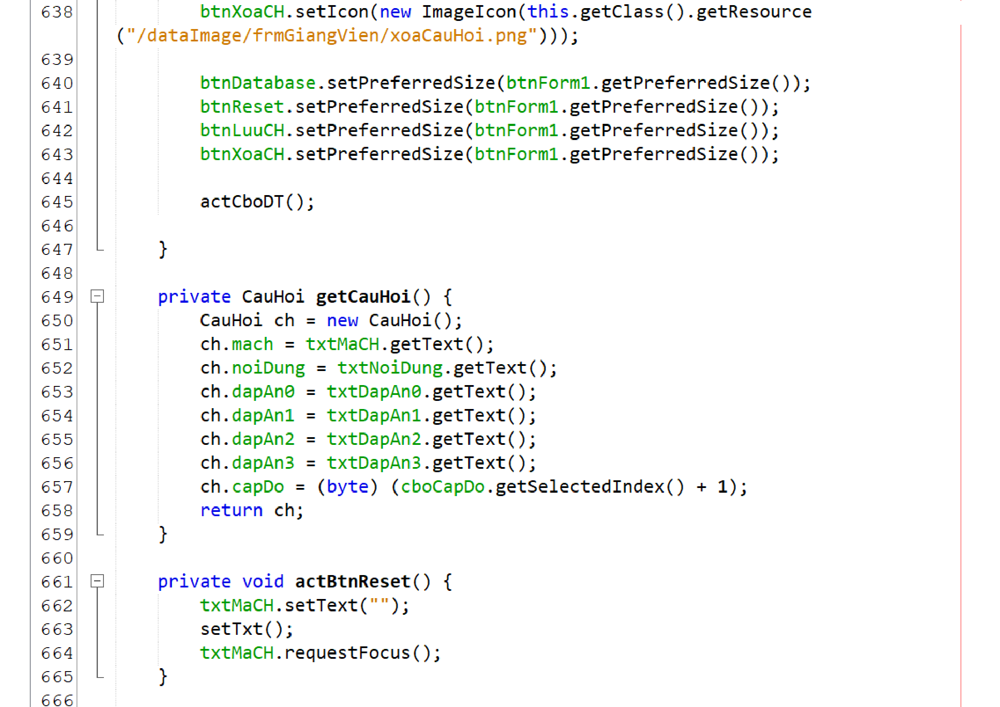 638 btnXoaCH.setIcon(new ImageIcon(this.getClass().getResource
("/dataImage/frmGiangVien/xoaCauHoi.png")));
639
640 btnDatabase.setPreferredSize(btnForm1.getPreferredSize());
641 btnReset.setPreferredSize(btnForm1.getPreferredSize());
642 btnLuuCH.setPreferredSize(btnForm1.getPreferredSize());
643 btnXoaCH.setPreferredSize(btnForm1.getPreferredSize());
644
645 actCboDT();
646
647 }
648
649 private CauHoi getCauHoi() {
650 CauHoi ch = new CauHoi();
651 ch.mach = txtMaCH.getText();
652 ch.noiDung = txtNoiDung.getText();
653 ch.dapAn0 = txtDapAn0.getText();
654 ch.dapAn1 = txtDapAn1.getText();
655 ch.dapAn2 = txtDapAn2.getText();
656 ch.dapAn3 = txtDapAn3.getText();
657 ch.capDo = (byte) (cboCapDo.getSelectedIndex() + 1);
658 return ch;
659 }
660
661 private void actBtnReset() {
662 txtMaCH.setText("");
663 setTxt();
664 txtMaCH.requestFocus();
665 }
666